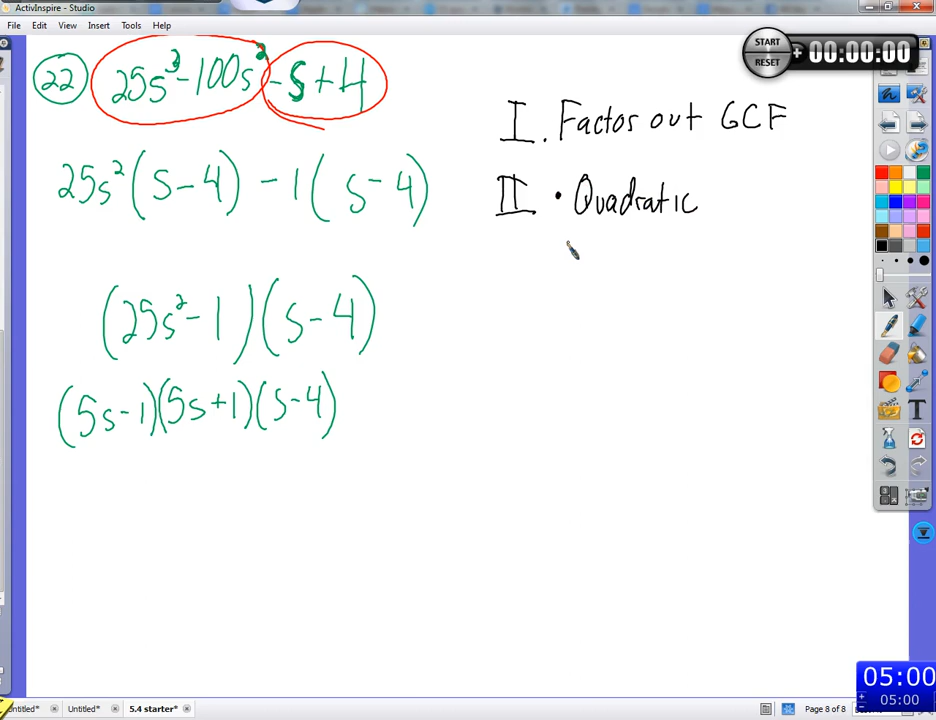 ActivInspire - Studio
File Edit View Insert Tools Help
START
RESET
+ 00:00:00
22 25s³-100s²-s+4
25s²(s-4) -1(s-4)
(25s²-1)(s-4)
(5s-1)(5s+1)(s-4)
I. Factor out GCF
II • Quadratic
05:00
05:00
ntitled*
Untitled*
5.4 starter*
Page 8 of 8